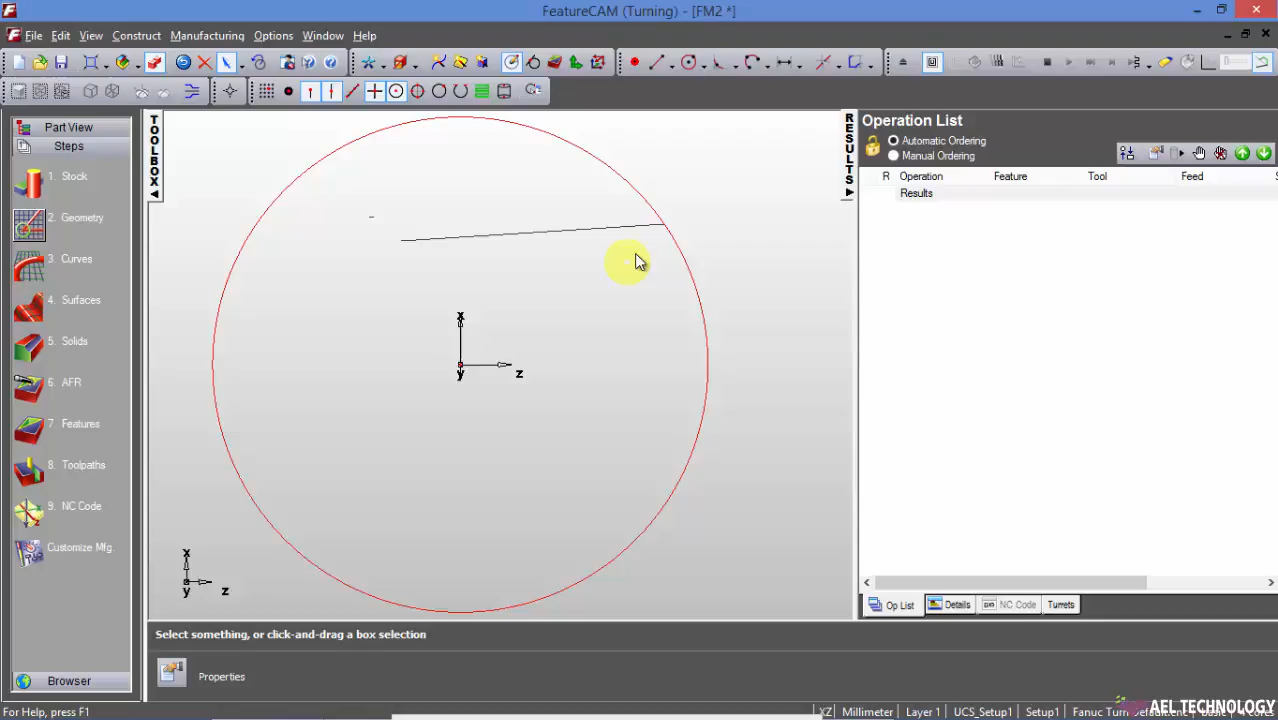 FeatureCAM (Turning) - [FM2 *]
File Edit View Construct Manufacturing Options Window Help
Part View
Steps
1. Stock
2. Geometry
3. Curves
4. Surfaces
5. Solids
6. AFR
7. Features
8. Toolpaths
9. NC Code
Customize Mfg.
Browser
TOOLBOX
x
z
y
x
z
y
RESULTS
Operation List
Automatic Ordering
Manual Ordering
R Operation Feature Tool Feed S
Results
Op List Details NC Code Turrets
Select something, or click-and-drag a box selection
Properties
AEL TECHNOLOGY
For Help, press F1
XZ Millimeter Layer 1 UCS_Setup1 Setup1